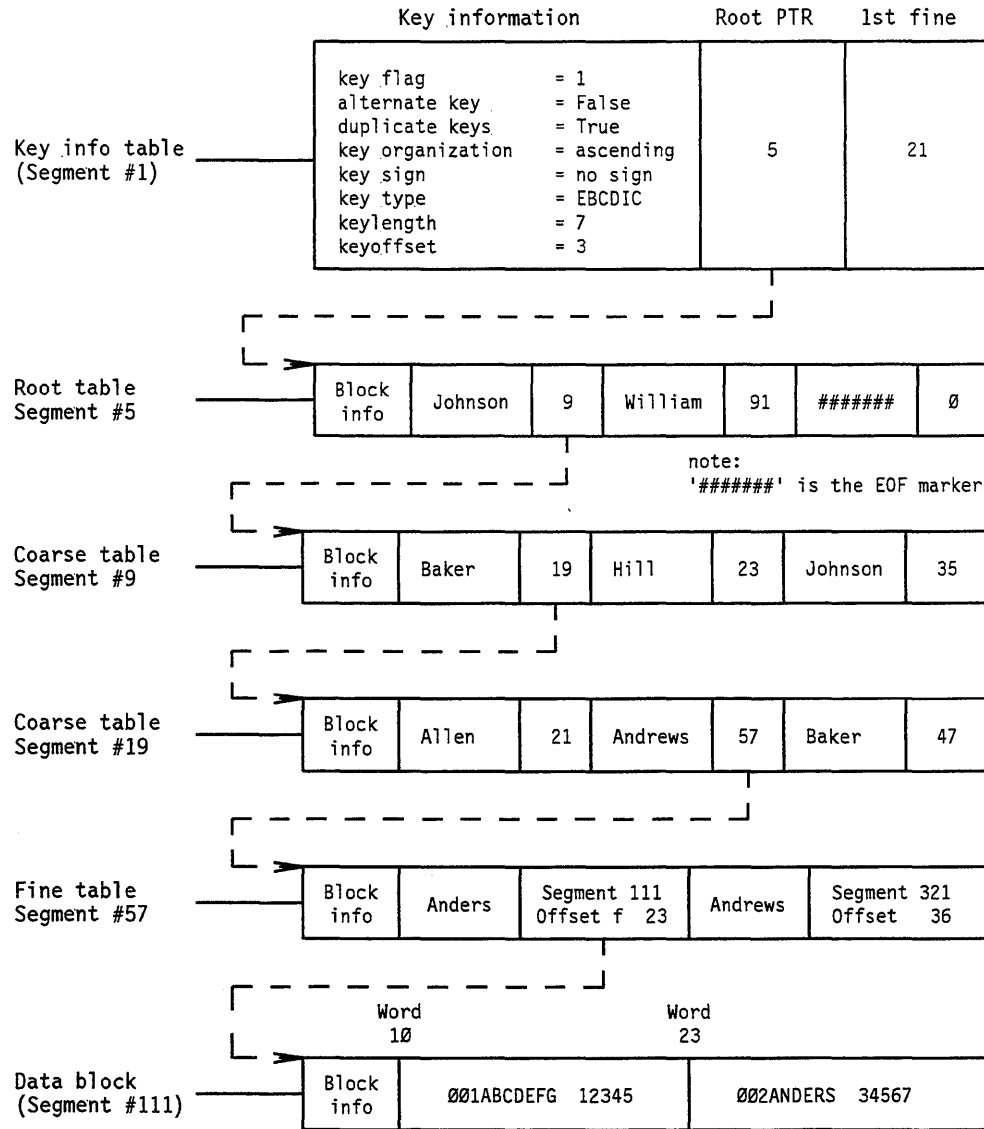 Key information Root PTR 1st fine
key flag = 1
alternate key = False
duplicate keys = True
key organization = ascending
key sign = no sign
key type = EBCDIC
keylength = 7
keyoffset = 3
5
21
Key info table
(Segment #1)
Root table
Segment #5
Block
info
Johnson
9
William
91
#######
Ø
note:
'#######' is the EOF marker
Coarse table
Segment #9
Block
info
Baker
19
Hill
23
Johnson
35
Coarse table
Segment #19
Block
info
Allen
21
Andrews
57
Baker
47
Fine table
Segment #57
Block
info
Anders
Segment 111
Offset f 23
Andrews
Segment 321
Offset 36
Word
1Ø
Word
23
Data block
(Segment #111)
Block
info
ØØ1ABCDEFG 12345
ØØ2ANDERS 34567